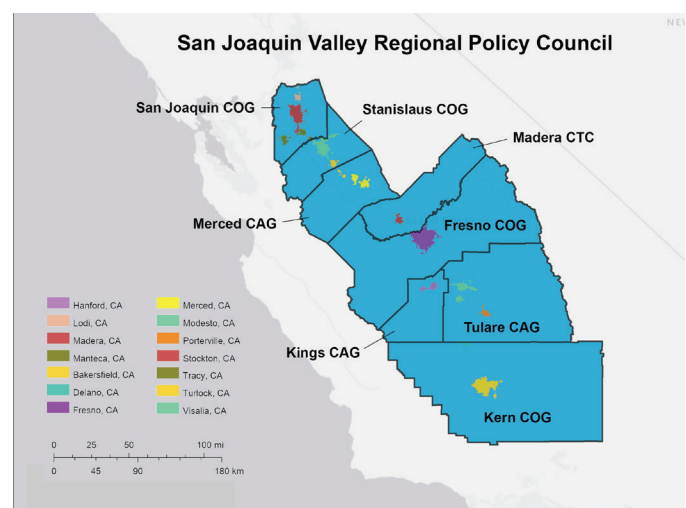 NEV
San Joaquin Valley Regional Policy Council
San Joaquin COG
Stanislaus COG
Madera CTC
Merced CAG
Fresno COG
Kings CAG
Tulare CAG
Kern COG
Hanford, CA
Lodi, CA
Madera, CA
Manteca, CA
Bakersfield, CA
Delano, CA
Fresno, CA
Merced, CA
Modesto, CA
Porterville, CA
Stockton, CA
Tracy, CA
Turlock, CA
Visalia, CA
0 25 50 100 mi
0 45 90 180 km